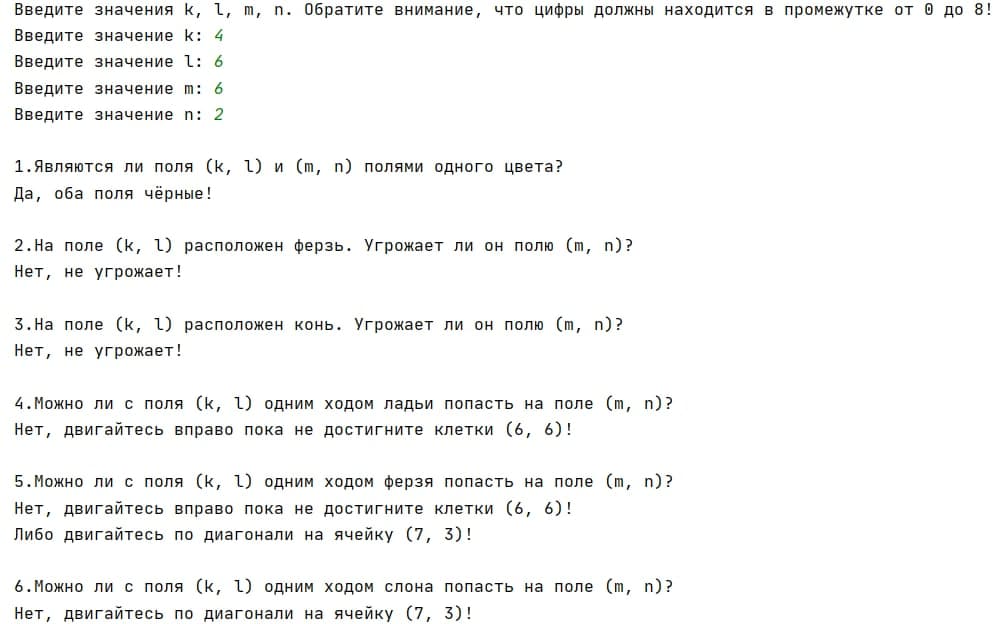 Введите значения k, l, m, n. Обратите внимание, что цифры должны находится в промежутке от 0 до 8!
Введите значение k: 4
Введите значение l: 6
Введите значение m: 6
Введите значение n: 2
1.Являются ли поля (k, l) и (m, n) полями одного цвета?
Да, оба поля чёрные!
2.На поле (k, l) расположен ферзь. Угрожает ли он полю (m, n)?
Нет, не угрожает!
3.На поле (k, l) расположен конь. Угрожает ли он полю (m, n)?
Нет, не угрожает!
4.Можно ли с поля (k, l) одним ходом ладьи попасть на поле (m, n)?
Нет, двигайтесь вправо пока не достигните клетки (6, 6)!
5.Можно ли с поля (k, l) одним ходом ферзя попасть на поле (m, n)?
Нет, двигайтесь вправо пока не достигните клетки (6, 6)!
Либо двигайтесь по диагонали на ячейку (7, 3)!
6.Можно ли с поля (k, l) одним ходом слона попасть на поле (m, n)?
Нет, двигайтесь по диагонали на ячейку (7, 3)!